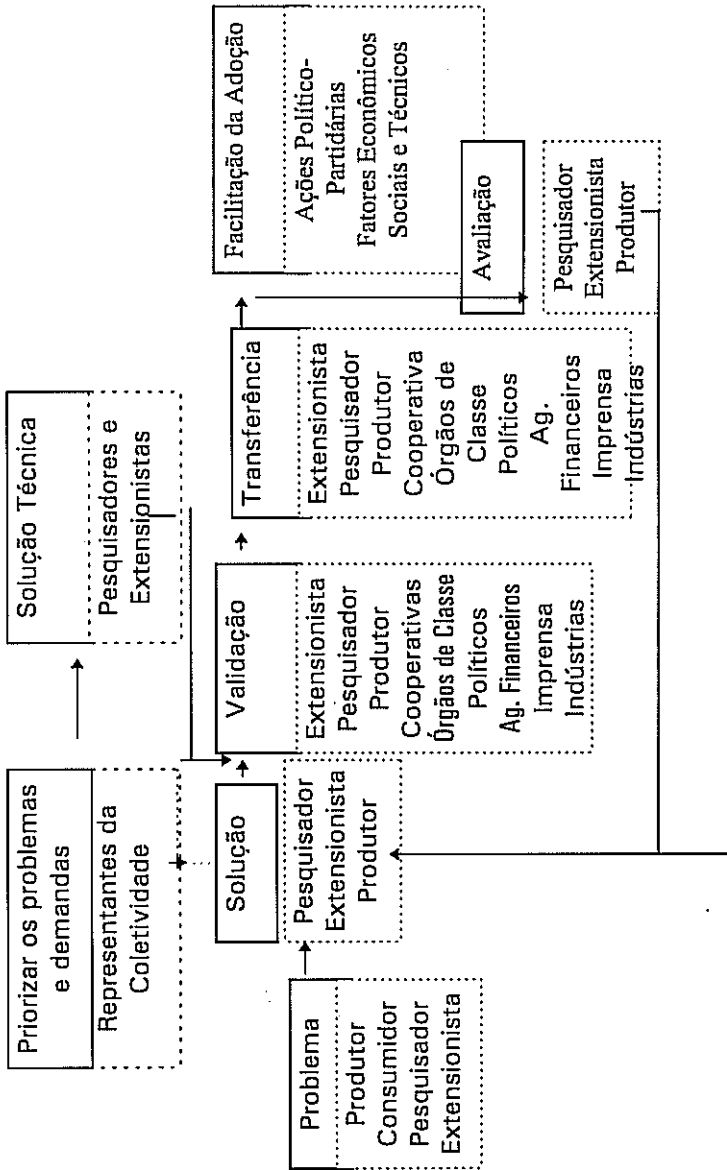 Priorizar os problemas
e demandas
Representantes da
Coletividade
Solução Técnica
Pesquisadores e
Extensionistas
Problema
Produtor
Consumidor
Pesquisador
Extensionista
Solução
Pesquisador
Extensionista
Produtor
Validação
Extensionista
Pesquisador
Produtor
Cooperativas
Órgãos de Classe
Políticos
Ag. Financeiros
Imprensa
Indústrias
Transferência
Extensionista
Pesquisador
Produtor
Cooperativa
Órgãos de
Classe
Políticos
Ag.
Financeiros
Imprensa
Indústrias
Facilitação da Adoção
Ações Político-
Partidárias
Fatores Econômicos
Sociais e Técnicos
Avaliação
Pesquisador
Extensionista
Produtor